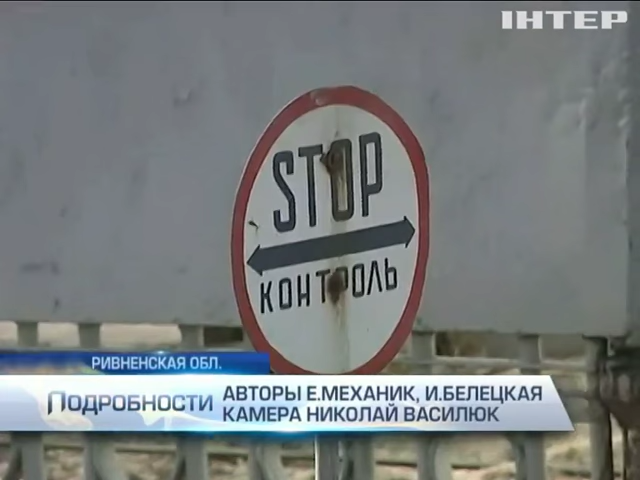 ІНТЕР
STOP
КОНТРОЛЬ
РИВНЕНСКАЯ ОБЛ.
ПОДРОБНОСТИ
АВТОРЫ Е.МЕХАНИК, И.БЕЛЕЦКАЯ
КАМЕРА НИКОЛАЙ ВАСИЛЮК